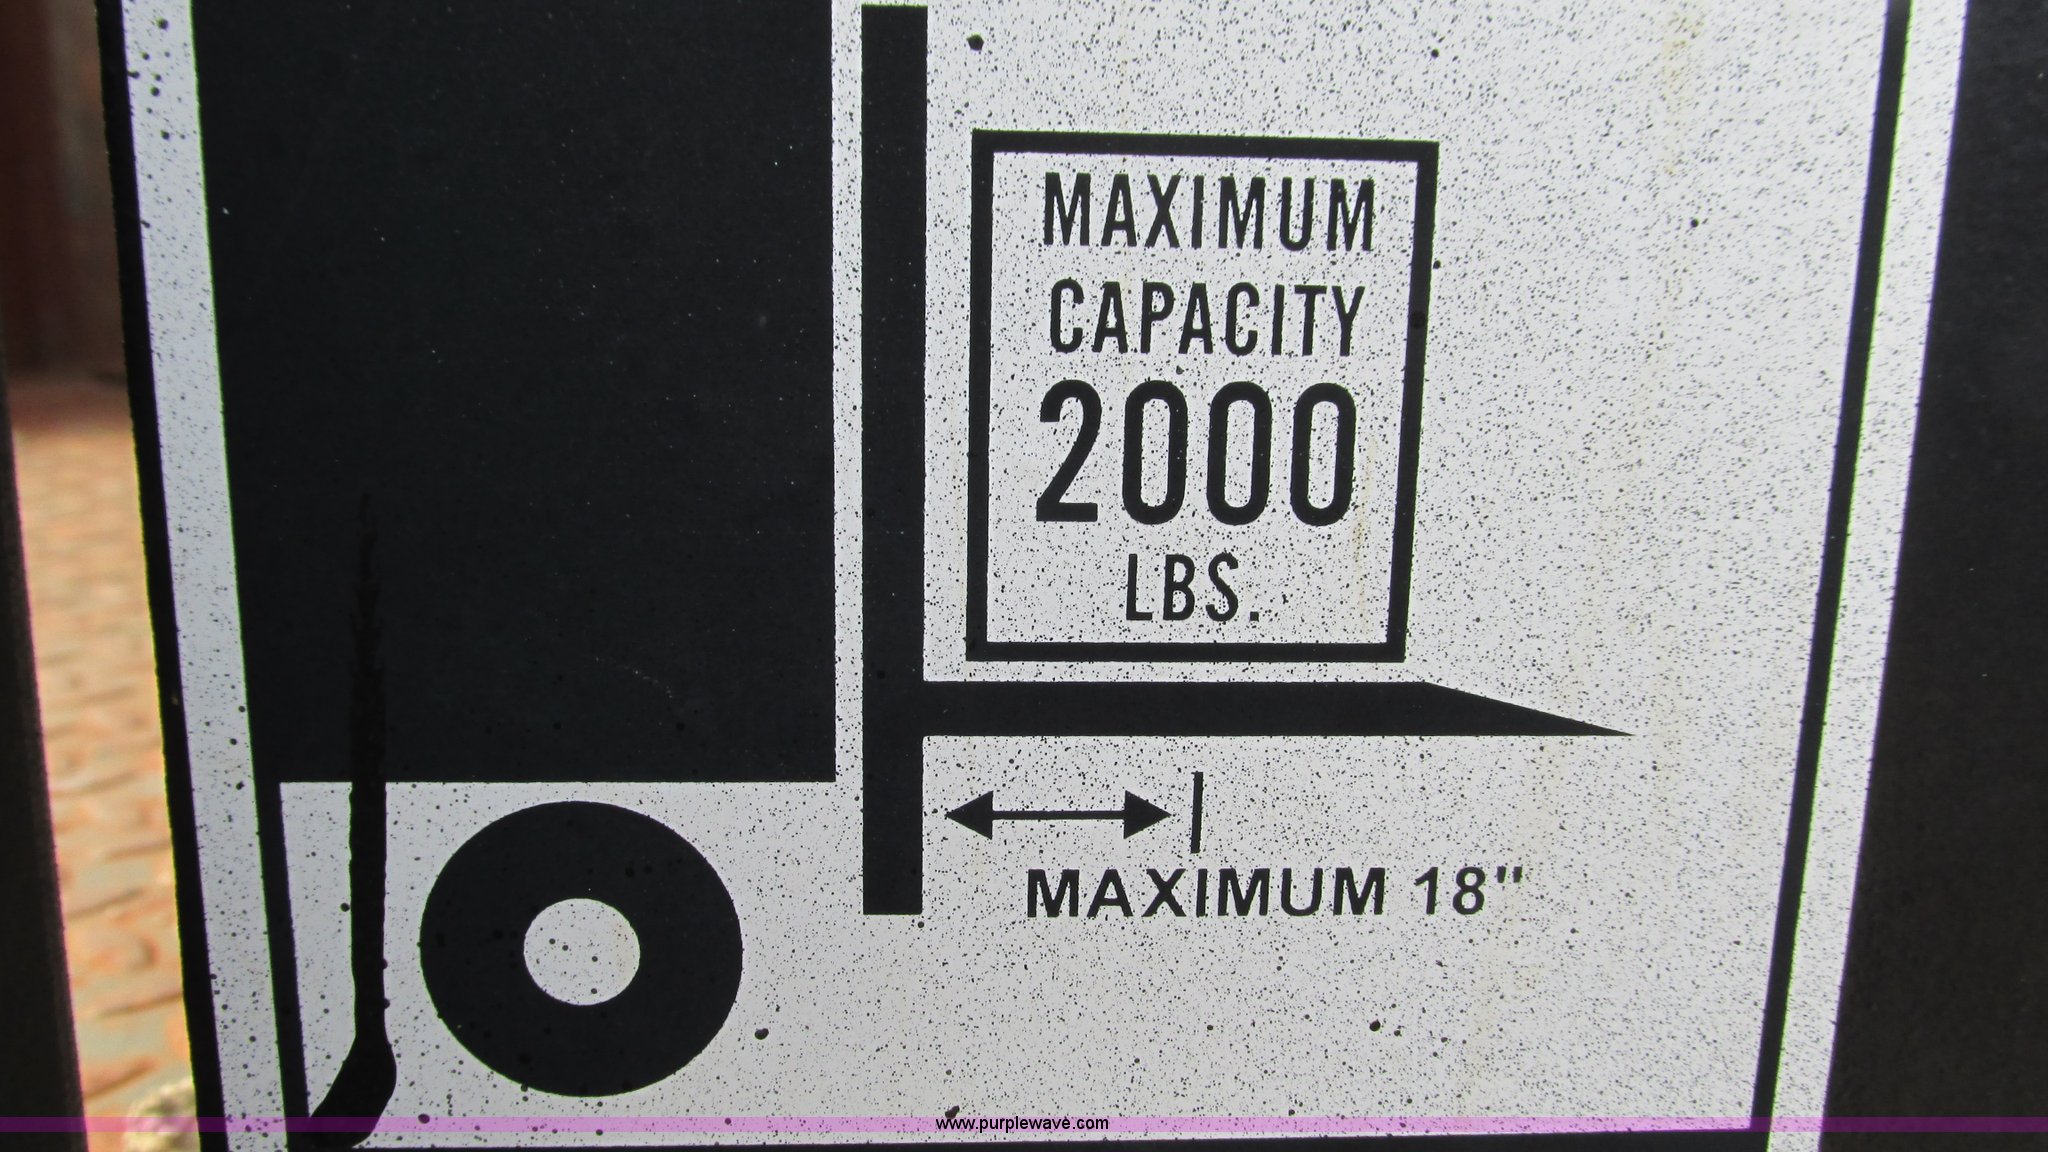 MAXIMUM
CAPACITY
2000
LBS.
MAXIMUM 18"
www.purplewave.com